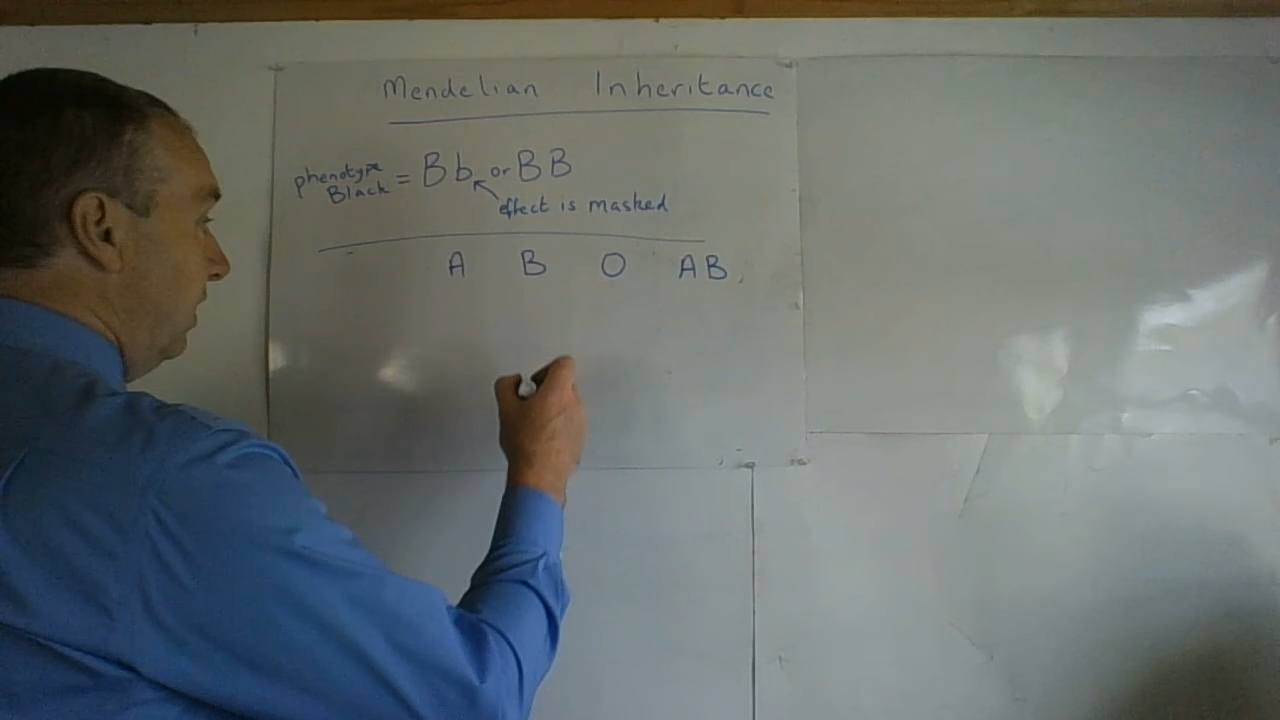 Mendelian Inheritance
phenotype
Black = Bb or BB
effect is masked
A B O AB